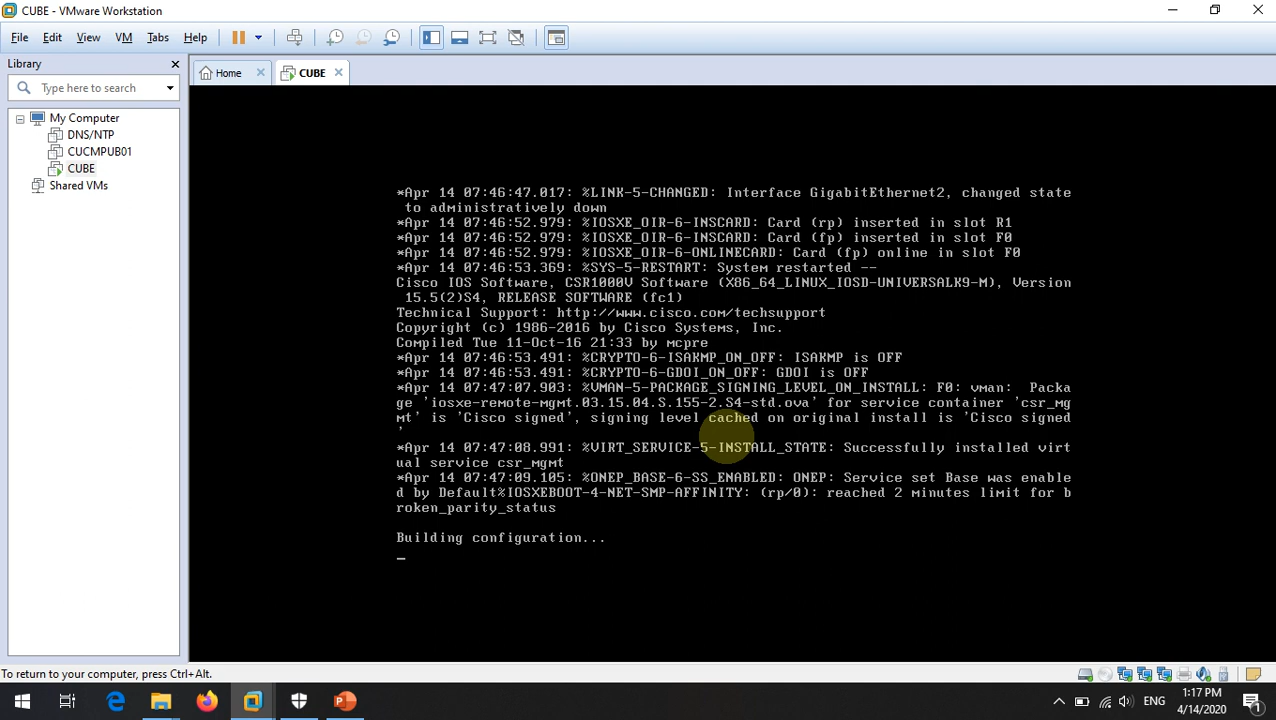 CUBE - VMware Workstation
File Edit View VM Tabs Help
Library
Home
CUBE
Type here to search
My Computer
DNS/NTP
CUCMPUB01
CUBE
Shared VMs
*Apr 14 07:46:47.017: %LINK-5-CHANGED: Interface GigabitEthernet2, changed state
to administratively down
*Apr 14 07:46:52.979: %IOSXE_OIR-6-INSCARD: Card (rp) inserted in slot R1
*Apr 14 07:46:52.979: %IOSXE_OIR-6-INSCARD: Card (fp) inserted in slot F0
*Apr 14 07:46:52.979: %IOSXE_OIR-6-ONLINECARD: Card (fp) online in slot F0
*Apr 14 07:46:53.369: %SYS-5-RESTART: System restarted --
Cisco IOS Software, CSR1000V Software (X86_64_LINUX_IOSD-UNIVERSALK9-M), Version
15.5(2)S4, RELEASE SOFTWARE (fc1)
Technical Support: http://www.cisco.com/techsupport
Copyright (c) 1986-2016 by Cisco Systems, Inc.
Compiled Tue 11-Oct-16 21:33 by mcpre
*Apr 14 07:46:53.491: %CRYPTO-6-ISAKMP_ON_OFF: ISAKMP is OFF
*Apr 14 07:46:53.491: %CRYPTO-6-GDOI_ON_OFF: GDOI is OFF
*Apr 14 07:47:07.903: %VMAN-5-PACKAGE_SIGNING_LEVEL_ON_INSTALL: F0: vman:  Packa
ge 'iosxe-remote-mgmt.03.15.04.S.155-2.S4-std.ova' for service container 'csr_mg
mt' is 'Cisco signed', signing level cached on original install is 'Cisco signed
'
*Apr 14 07:47:08.991: %VIRT_SERVICE-5-INSTALL_STATE: Successfully installed virt
ual service csr_mgmt
*Apr 14 07:47:09.105: %ONEP_BASE-6-SS_ENABLED: ONEP: Service set Base was enable
d by Default%IOSXEBOOT-4-NET-SMP-AFFINITY: (rp/0): reached 2 minutes limit for b
roken_parity_status
Building configuration...
_
To return to your computer, press Ctrl+Alt.
ENG
1:17 PM
4/14/2020
1